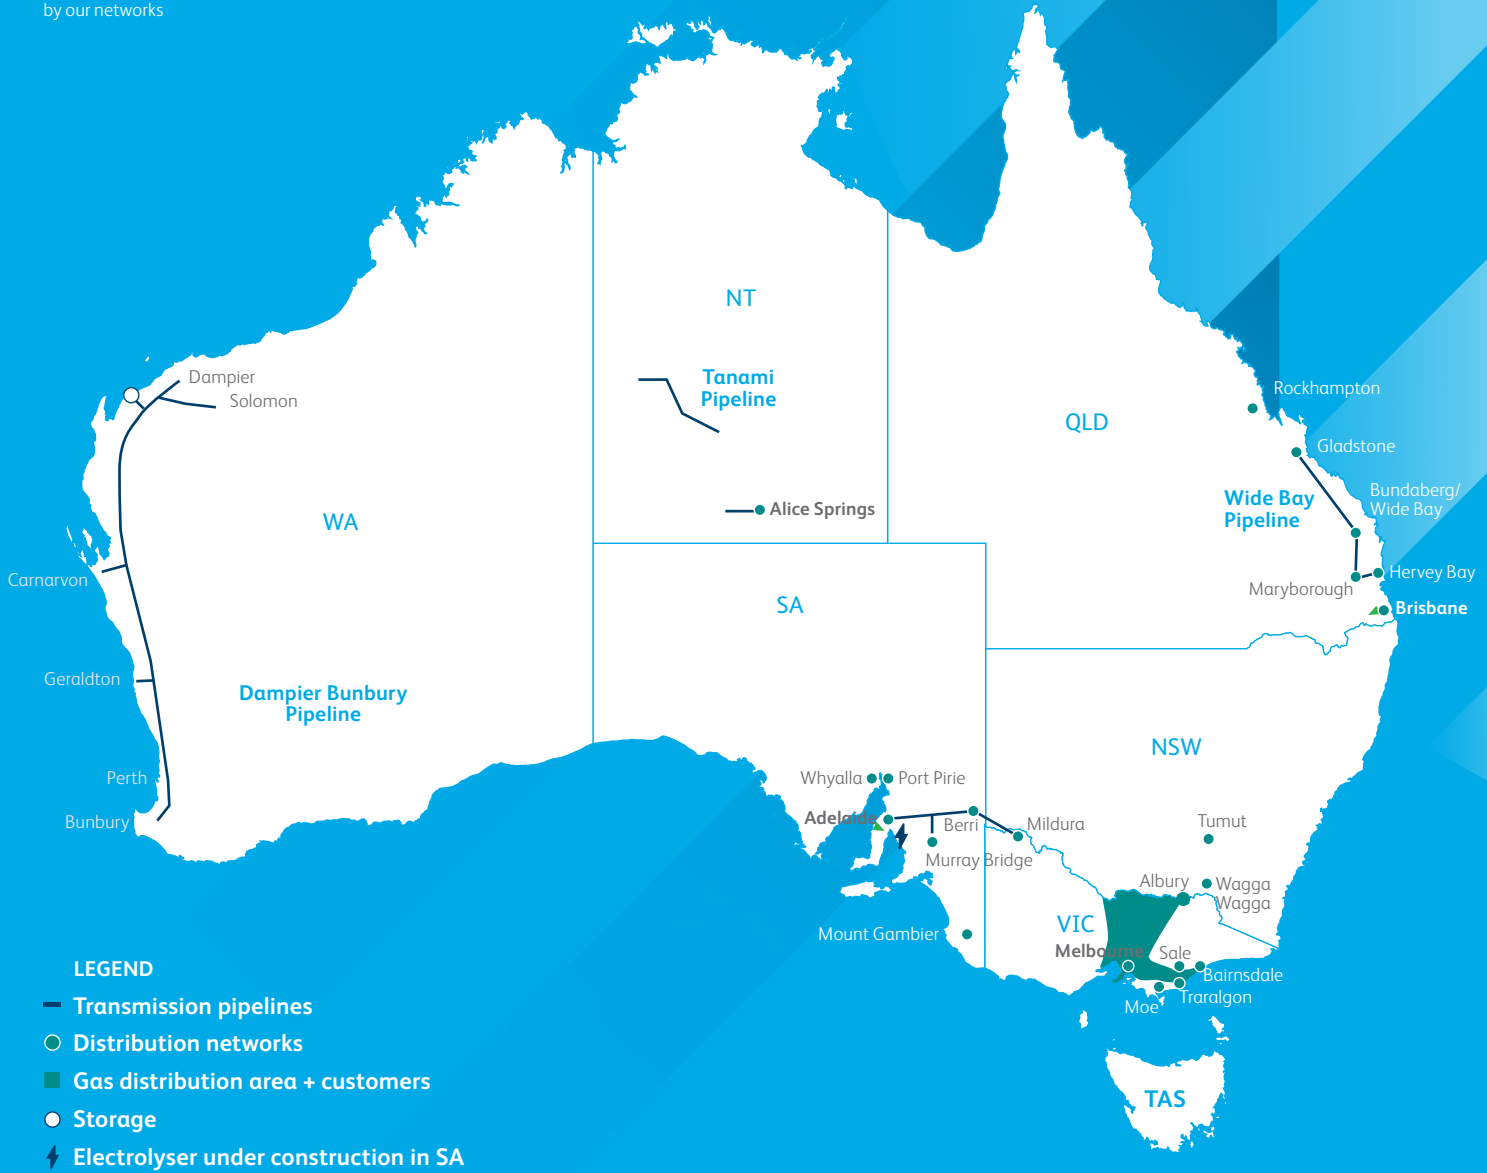 by our networks
NT
Tanami
Pipeline
Dampier
Solomon
Rockhampton
QLD
Gladstone
Wide Bay
Pipeline
Bundaberg/
Wide Bay
Alice Springs
WA
Carnarvon
Hervey Bay
Maryborough
Brisbane
SA
Geraldton
Dampier Bunbury
Pipeline
NSW
Perth
Whyalla
Port Pirie
Bunbury
Adelaide
Berri
Mildura
Tumut
Murray Bridge
Albury
Wagga
Wagga
VIC
Mount Gambier
Melbourne
Sale
Bairnsdale
Traralgon
Moe
TAS
LEGEND
Transmission pipelines
Distribution networks
Gas distribution area + customers
Storage
Electrolyser under construction in SA